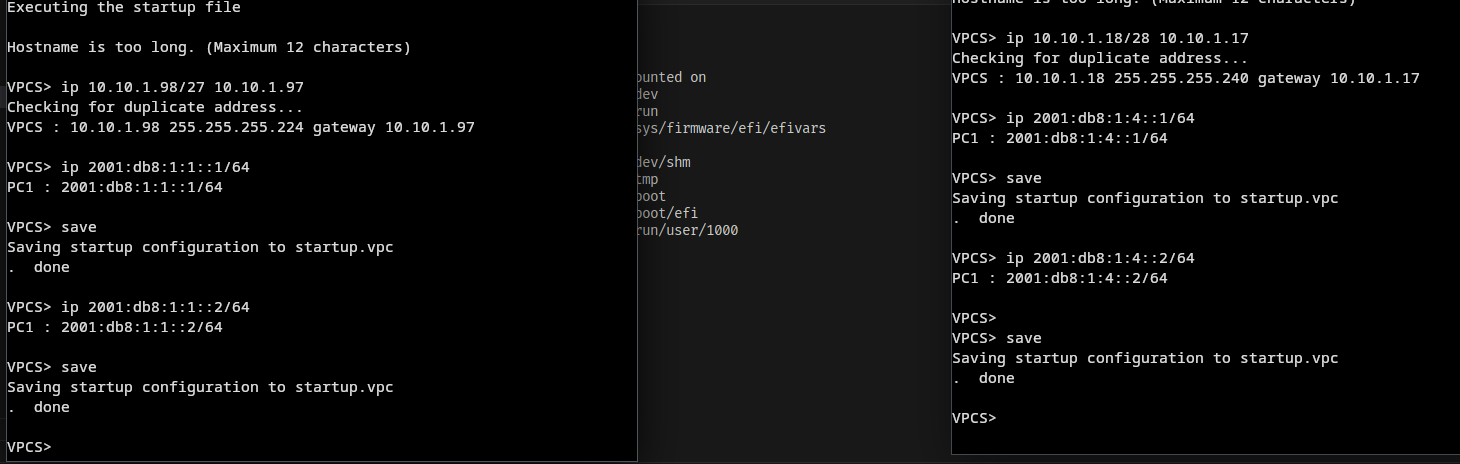 Executing the startup file
Hostname is too long. (Maximum 12 characters)
VPCS> ip 10.10.1.98/27 10.10.1.97
Checking for duplicate address...
VPCS : 10.10.1.98 255.255.255.224 gateway 10.10.1.97
VPCS> ip 2001:db8:1:1::1/64
PC1 : 2001:db8:1:1::1/64
VPCS> save
Saving startup configuration to startup.vpc
.  done
VPCS> ip 2001:db8:1:1::2/64
PC1 : 2001:db8:1:1::2/64
VPCS> save
Saving startup configuration to startup.vpc
.  done
VPCS>
ounted on
dev
run
sys/firmware/efi/efivars
dev/shm
tmp
boot
boot/efi
run/user/1000
Hostname is too long. (Maximum 12 characters)
VPCS> ip 10.10.1.18/28 10.10.1.17
Checking for duplicate address...
VPCS : 10.10.1.18 255.255.255.240 gateway 10.10.1.17
VPCS> ip 2001:db8:1:4::1/64
PC1 : 2001:db8:1:4::1/64
VPCS> save
Saving startup configuration to startup.vpc
.  done
VPCS> ip 2001:db8:1:4::2/64
PC1 : 2001:db8:1:4::2/64
VPCS>
VPCS> save
Saving startup configuration to startup.vpc
.  done
VPCS>